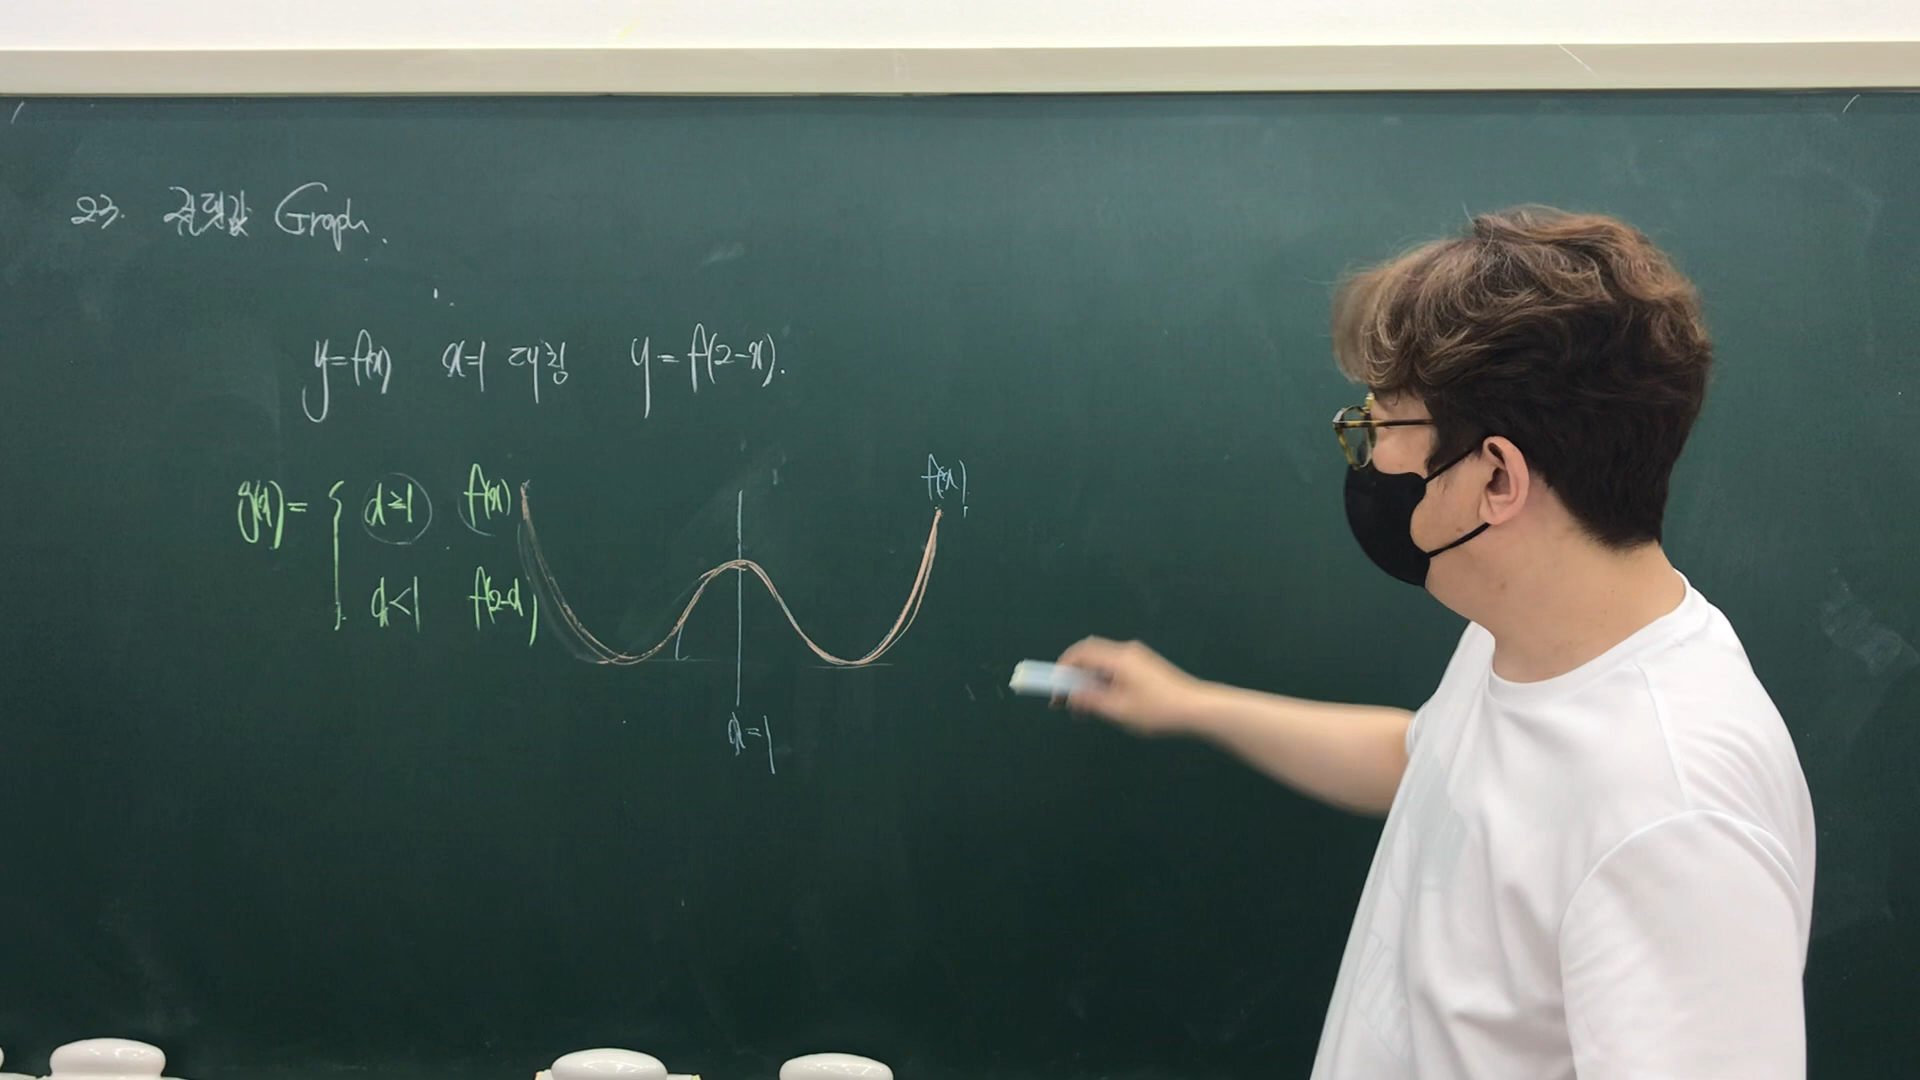 23. 절댓값 Graph.
y=f(x) x=1 대칭 y=f(2-x).
g(x)= { x≥1 f(x)
x<1 f(2-x)
f(x)
x=1